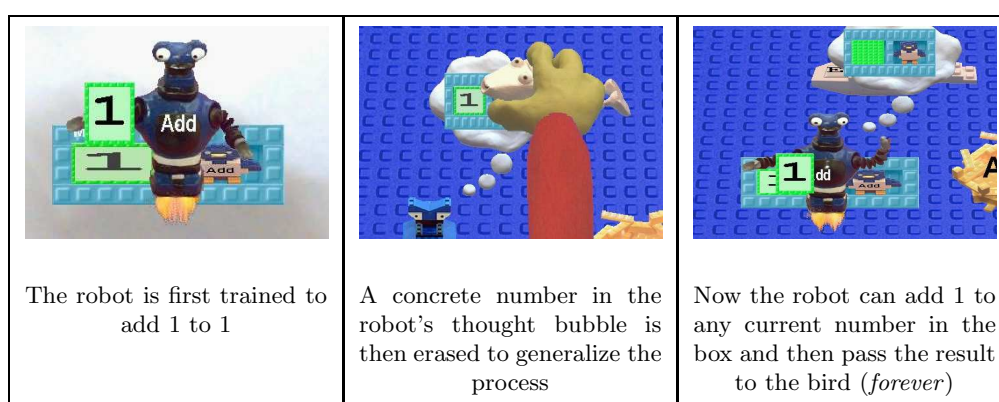 1
Add
1
Add
1
1
dd
Add
A
The robot is first trained to
add 1 to 1
A concrete number in the
robot's thought bubble is
then erased to generalize the
process
Now the robot can add 1 to
any current number in the
box and then pass the result
to the bird (forever)